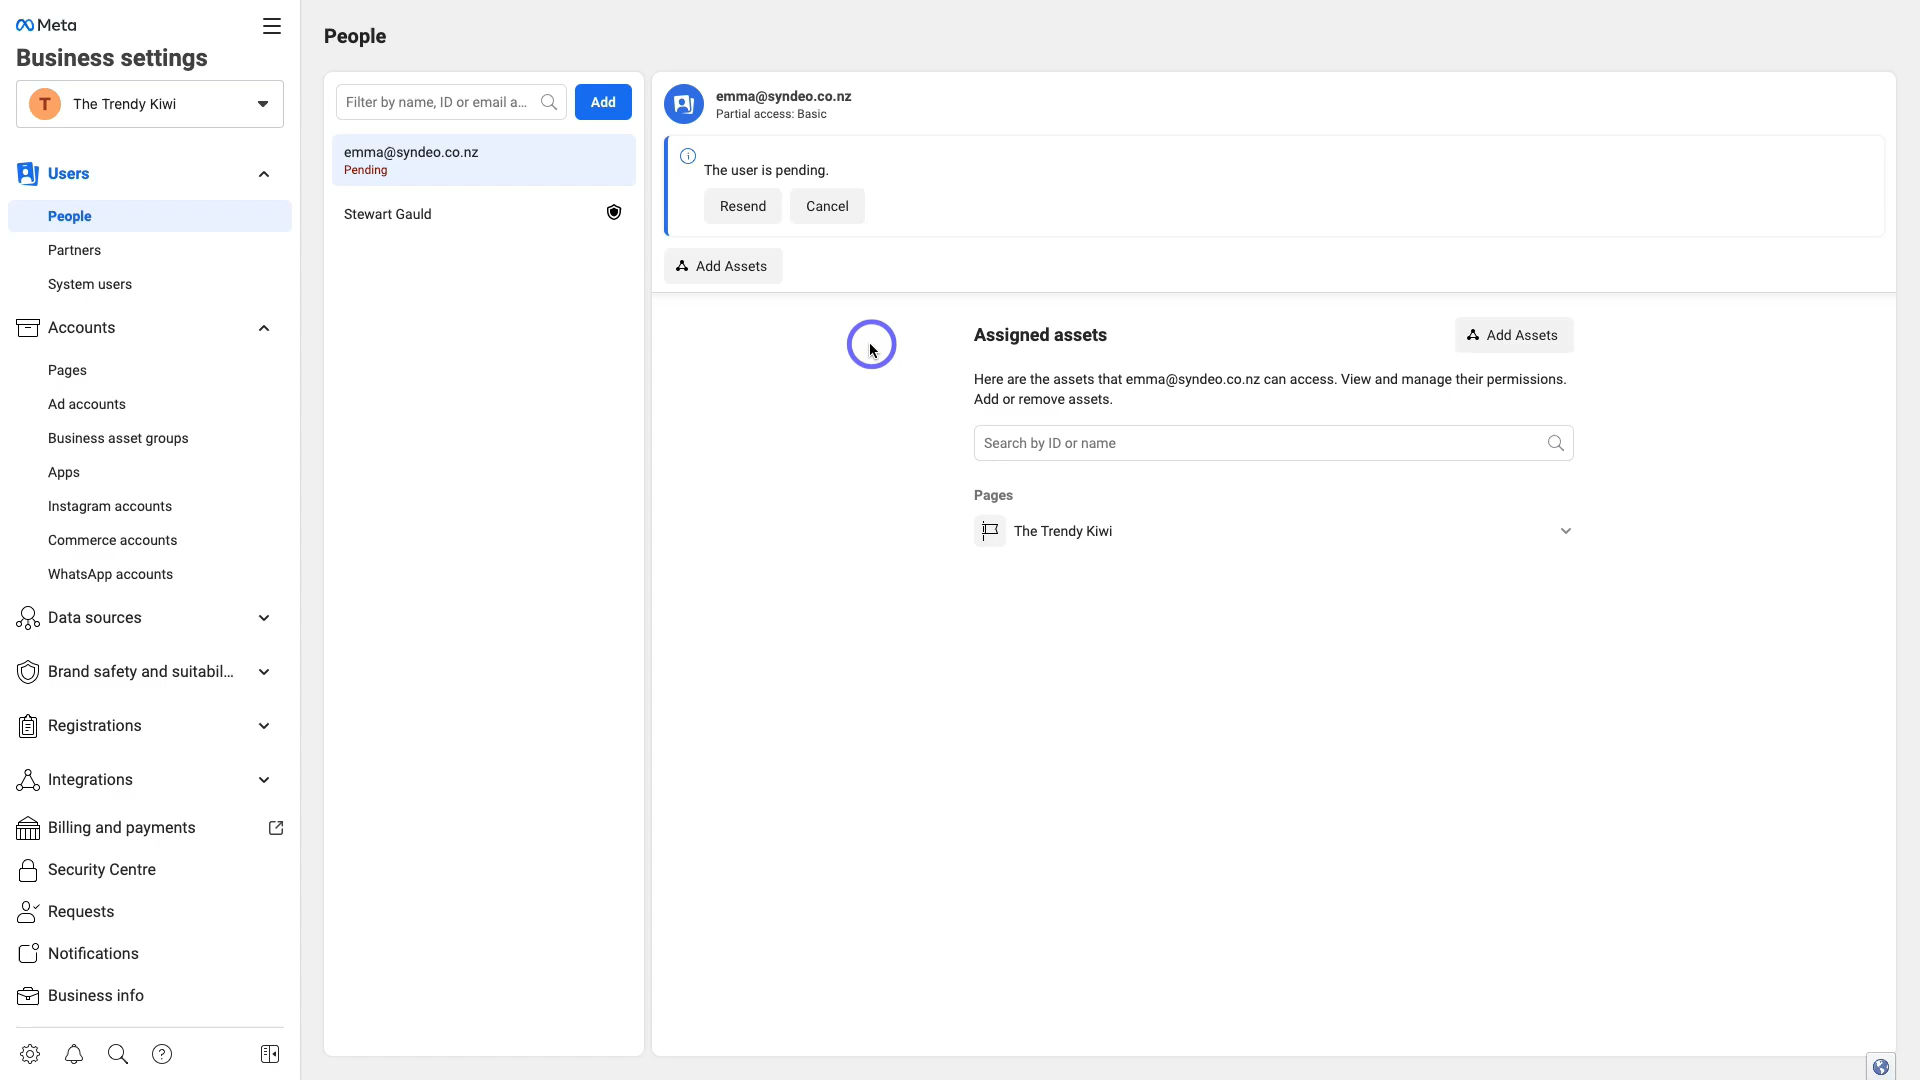 Meta
Business settings
T
The Trendy Kiwi
Users
People
Partners
System users
Accounts
Pages
Ad accounts
Business asset groups
Apps
Instagram accounts
Commerce accounts
WhatsApp accounts
Data sources
Brand safety and suitabil...
Registrations
Integrations
Billing and payments
Security Centre
Requests
Notifications
Business info
People
Filter by name, ID or email a...
Add
emma@syndeo.co.nz
Pending
Stewart Gauld
emma@syndeo.co.nz
Partial access: Basic
The user is pending.
Resend
Cancel
Add Assets
Assigned assets
Add Assets
Here are the assets that emma@syndeo.co.nz can access. View and manage their permissions.
Add or remove assets.
Search by ID or name
Pages
The Trendy Kiwi